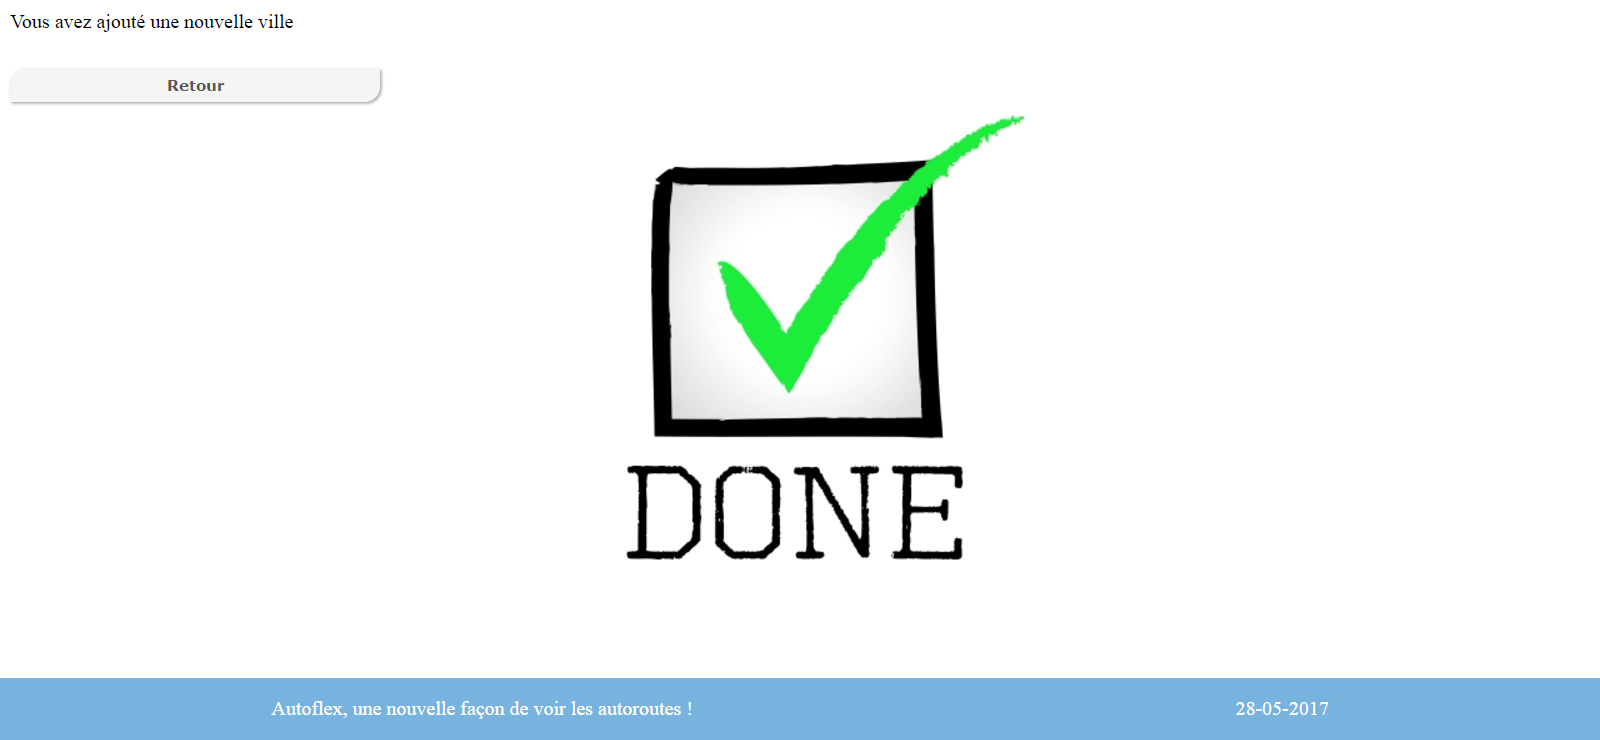 Vous avez ajouté une nouvelle ville
Retour
DONE
Autoflex, une nouvelle façon de voir les autoroutes !
28-05-2017